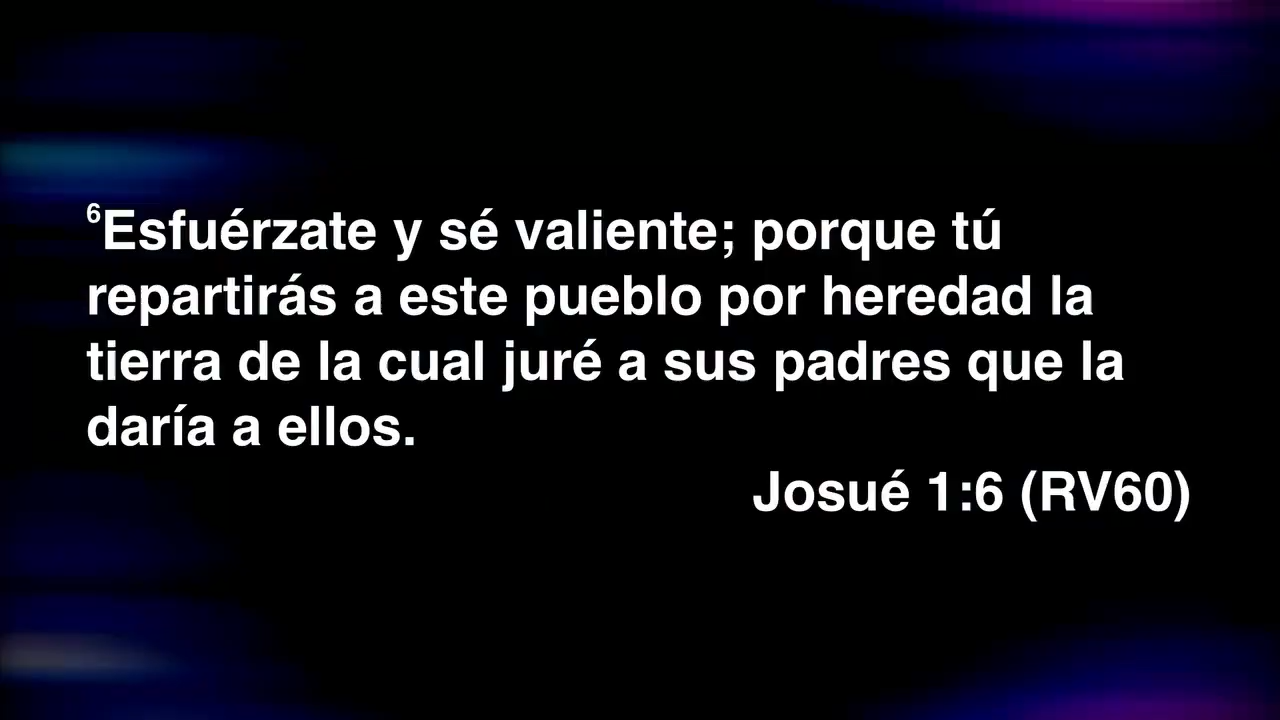 ⁶Esfuérzate y sé valiente; porque tú
repartirás a este pueblo por heredad la
tierra de la cual juré a sus padres que la
daría a ellos.
Josué 1:6 (RV60)